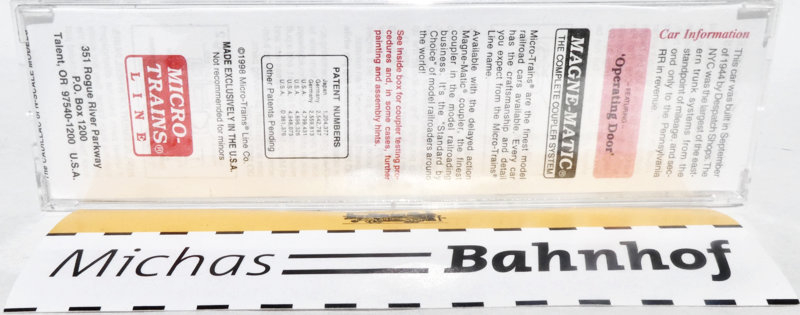 Car Information
This car was built in September
of 1944 by Despatch Shops. The
NYC was the largest of the east-
ern trunk systems from the
standpoint of mileage and sec-
ond only to the Pennsylvania
RR in revenue.
FEATURING
'Operating Door'
MAGNE-MATIC®
THE COMPLETE COUPLER SYSTEM
Micro-Trains® are the finest model
railroad cars available. Every car
has the craftsmanship and detail
you expect from the Micro-Trains®
Line name.
Available with the delayed action
Magne-Matic® coupler, the finest
coupler in the model railroading
business. It's the "Standard by
Choice" of model railroaders around
the world!
See inside box for coupler testing pro-
cedures and, in some cases, further
painting and assembly hints.
PATENT NUMBERS
Japan
Germany
Germany
U.S.A.
U.S.A.
U.S.A.
U.S.A.
Other Patents Pending
©1998 Micro-Trains® Line Co.
MADE EXCLUSIVELY IN THE U.S.A.
Not recommended for minors
MICRO-
TRAINS®
LINE
351 Rogue River Parkway
P.O. Box 1200
Talent, OR 97540-1200 U.S.A.
Michas Bahnhof